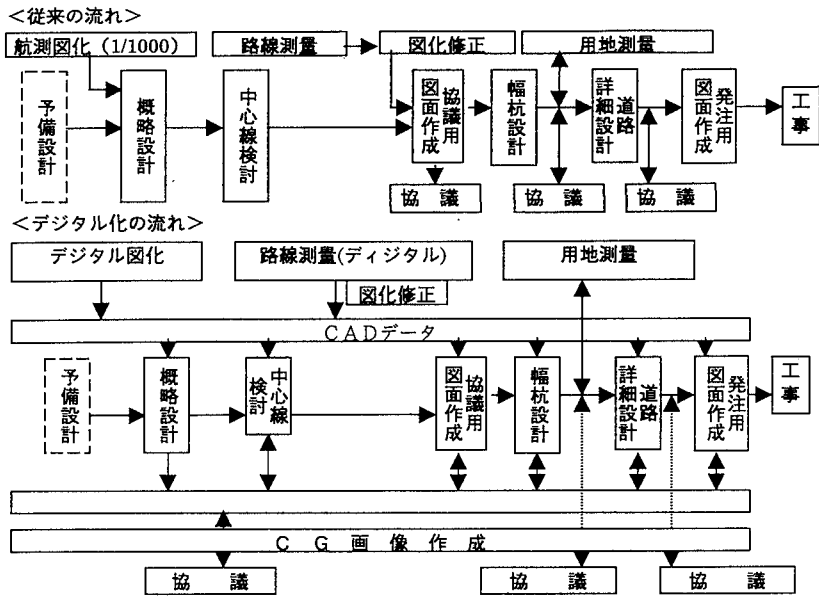 ＜従来の流れ＞
航測図化（1/1000）
路線測量
図化修正
用地測量
予備設計
概略設計
中心線検討
協議用
図面作成
幅杭設計
道路
詳細設計
発注用
図面作成
工事
協　議
協　議
協　議
＜デジタル化の流れ＞
デジタル図化
路線測量(ディジタル)
用地測量
図化修正
ＣＡＤデータ
予備設計
概略設計
中心線
検討
協議用
図面作成
幅杭設計
道路
詳細設計
発注用
図面作成
工事
ＣＧ画像作成
協　議
協　議
協　議